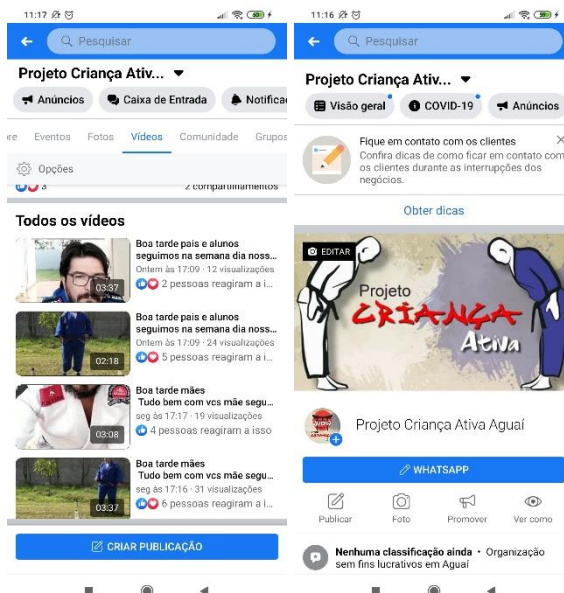 11:17
50
Pesquisar
Projeto Criança Ativ...
Anúncios
Caixa de Entrada
Notifica
re
Eventos
Fotos
Vídeos
Comunidade
Grupos
Opções
3
2 compartilhamentos
Todos os vídeos
Boa tarde pais e alunos
seguimos na semana dia noss...
Ontem às 17:09 · 12 visualizações
2 pessoas reagiram a i...
03:37
Boa tarde pais e alunos
seguimos na semana dia noss...
Ontem às 17:09 · 24 visualizações
5 pessoas reagiram a i...
02:18
Boa tarde mães
Tudo bem com vcs mãe segu...
seg às 17:17 · 19 visualizações
4 pessoas reagiram a isso
03:08
Boa tarde mães
Tudo bem com vcs mãe segu...
seg às 17:16 · 31 visualizações
6 pessoas reagiram a i...
03:37
CRIAR PUBLICAÇÃO
11:16
50
Pesquisar
Projeto Criança Ativ...
Visão geral
COVID-19
Anúncios
Fique em contato com os clientes
Confira dicas de como ficar em contato com
os clientes durante as interrupções dos
negócios.
Obter dicas
EDITAR
Projeto
CRIANÇA
Ativa
Projeto Criança Ativa Aguaí
WHATSAPP
Publicar
Foto
Promover
Ver como
Nenhuma classificação ainda · Organização
sem fins lucrativos em Aguaí